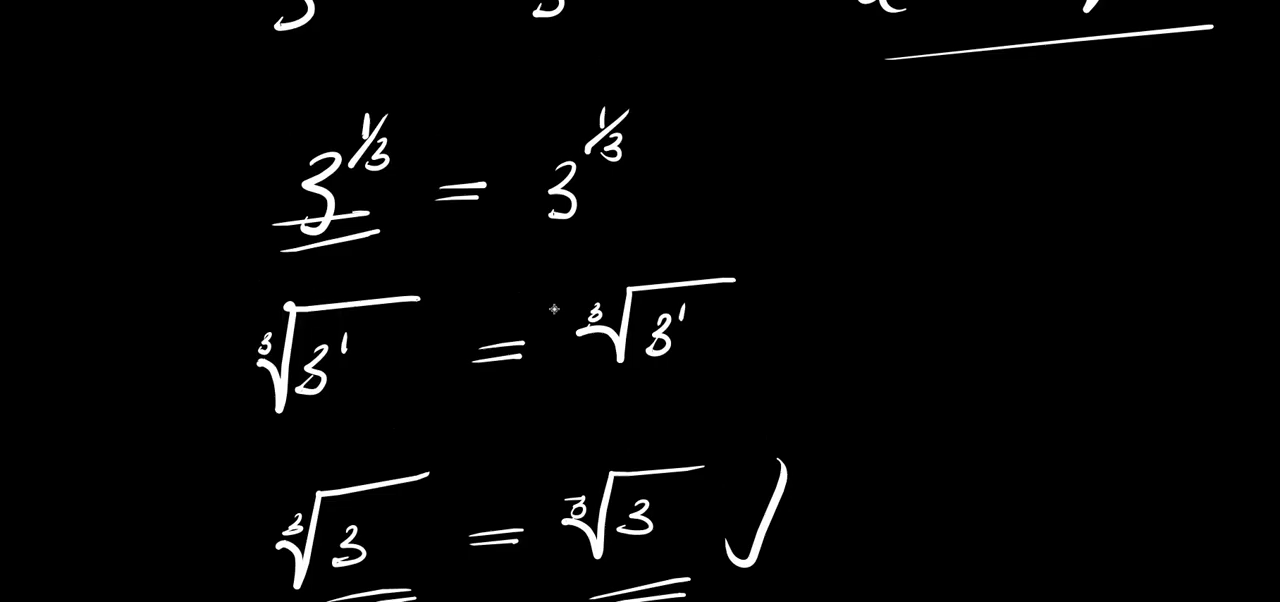 3^{1/3} = 3^{1/3}
∛3¹ = ∛3¹
∛3 = ∛3 ✓